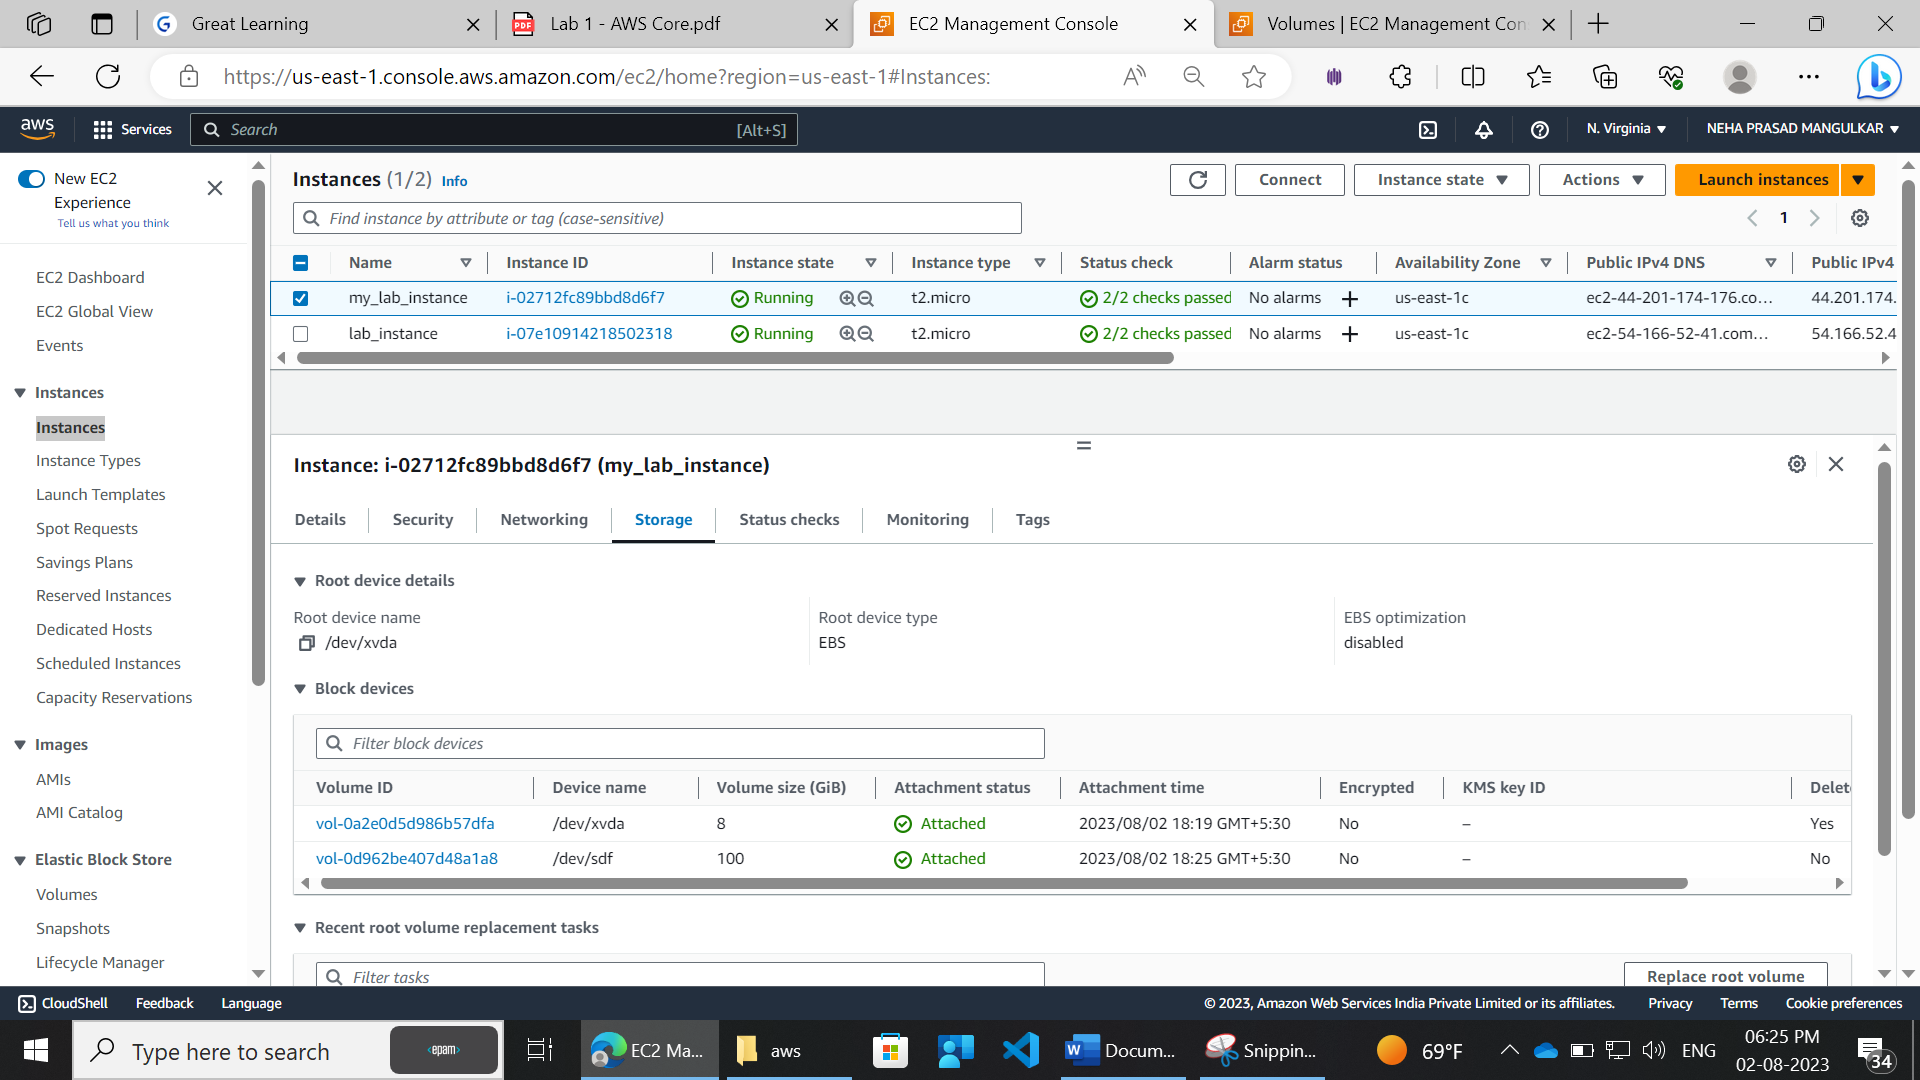 Great Learning
Lab 1 - AWS Core.pdf
EC2 Management Console
Volumes | EC2 Management Con
https://us-east-1.console.aws.amazon.com/ec2/home?region=us-east-1#Instances:
aws
Services
Search
[Alt+S]
N. Virginia
NEHA PRASAD MANGULKAR
New EC2
Experience
Tell us what you think
EC2 Dashboard
EC2 Global View
Events
Instances
Instances
Instance Types
Launch Templates
Spot Requests
Savings Plans
Reserved Instances
Dedicated Hosts
Scheduled Instances
Capacity Reservations
Images
AMIs
AMI Catalog
Elastic Block Store
Volumes
Snapshots
Lifecycle Manager
Instances (1/2) Info
Connect
Instance state
Actions
Launch instances
Find instance by attribute or tag (case-sensitive)
1
Name Instance ID Instance state Instance type Status check Alarm status Availability Zone Public IPv4 DNS Public IPv4
my_lab_instance i-02712fc89bbd8d6f7 Running t2.micro 2/2 checks passed No alarms + us-east-1c ec2-44-201-174-176.co... 44.201.174.
lab_instance i-07e10914218502318 Running t2.micro 2/2 checks passed No alarms + us-east-1c ec2-54-166-52-41.com... 54.166.52.4
Instance: i-02712fc89bbd8d6f7 (my_lab_instance)
Details Security Networking Storage Status checks Monitoring Tags
Root device details
Root device name Root device type EBS optimization
/dev/xvda EBS disabled
Block devices
Filter block devices
Volume ID Device name Volume size (GiB) Attachment status Attachment time Encrypted KMS key ID Delet
vol-0a2e0d5d986b57dfa /dev/xvda 8 Attached 2023/08/02 18:19 GMT+5:30 No – Yes
vol-0d962be407d48a1a8 /dev/sdf 100 Attached 2023/08/02 18:25 GMT+5:30 No – No
Recent root volume replacement tasks
Filter tasks
Replace root volume
CloudShell Feedback Language
© 2023, Amazon Web Services India Private Limited or its affiliates. Privacy Terms Cookie preferences
Type here to search
<epam>
EC2 Ma...
aws
Docum...
Snippin...
69°F
ENG
06:25 PM
02-08-2023
34